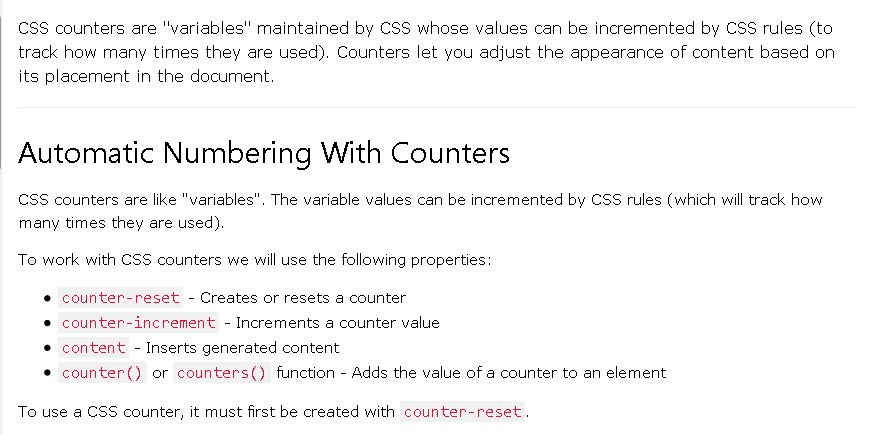 CSS counters are "variables" maintained by CSS whose values can be incremented by CSS rules (to
track how many times they are used). Counters let you adjust the appearance of content based on
its placement in the document.
Automatic Numbering With Counters
CSS counters are like "variables". The variable values can be incremented by CSS rules (which will track how
many times they are used).
To work with CSS counters we will use the following properties:
• counter-reset - Creates or resets a counter
• counter-increment - Increments a counter value
• content - Inserts generated content
• counter() or counters() function - Adds the value of a counter to an element
To use a CSS counter, it must first be created with counter-reset.